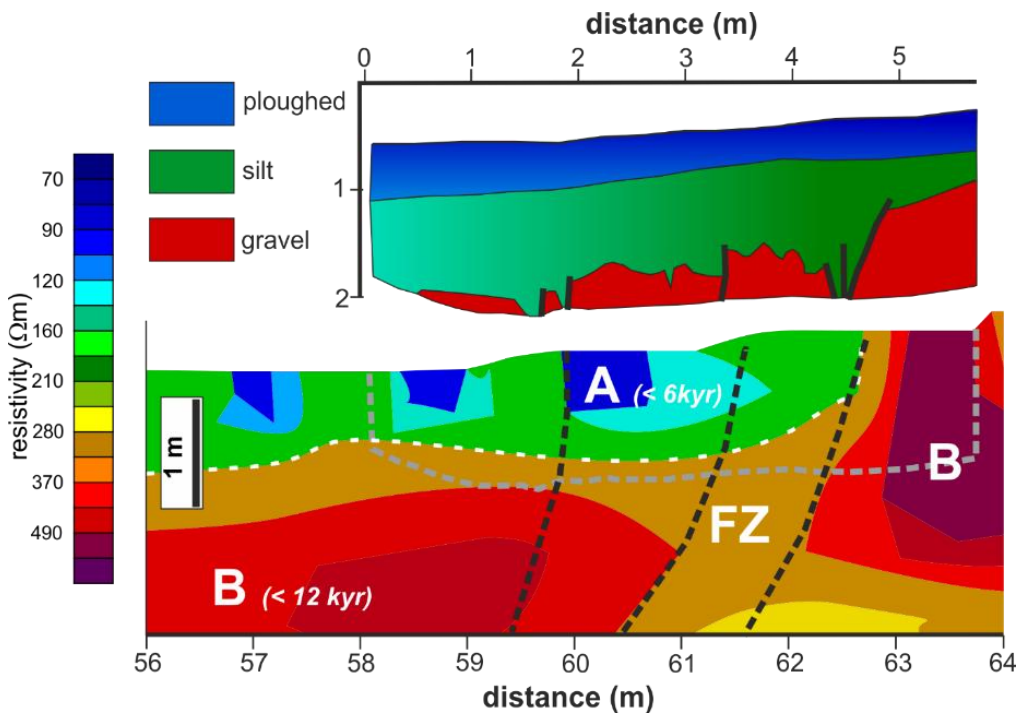 distance (m)
0 1 2 3 4 5
ploughed
silt
gravel
1
2
resistivity (Ωm)
70
90
120
160
210
280
370
490
1 m
A (< 6kyr)
B
FZ
B (< 12 kyr)
56 57 58 59 60 61 62 63 64
distance (m)